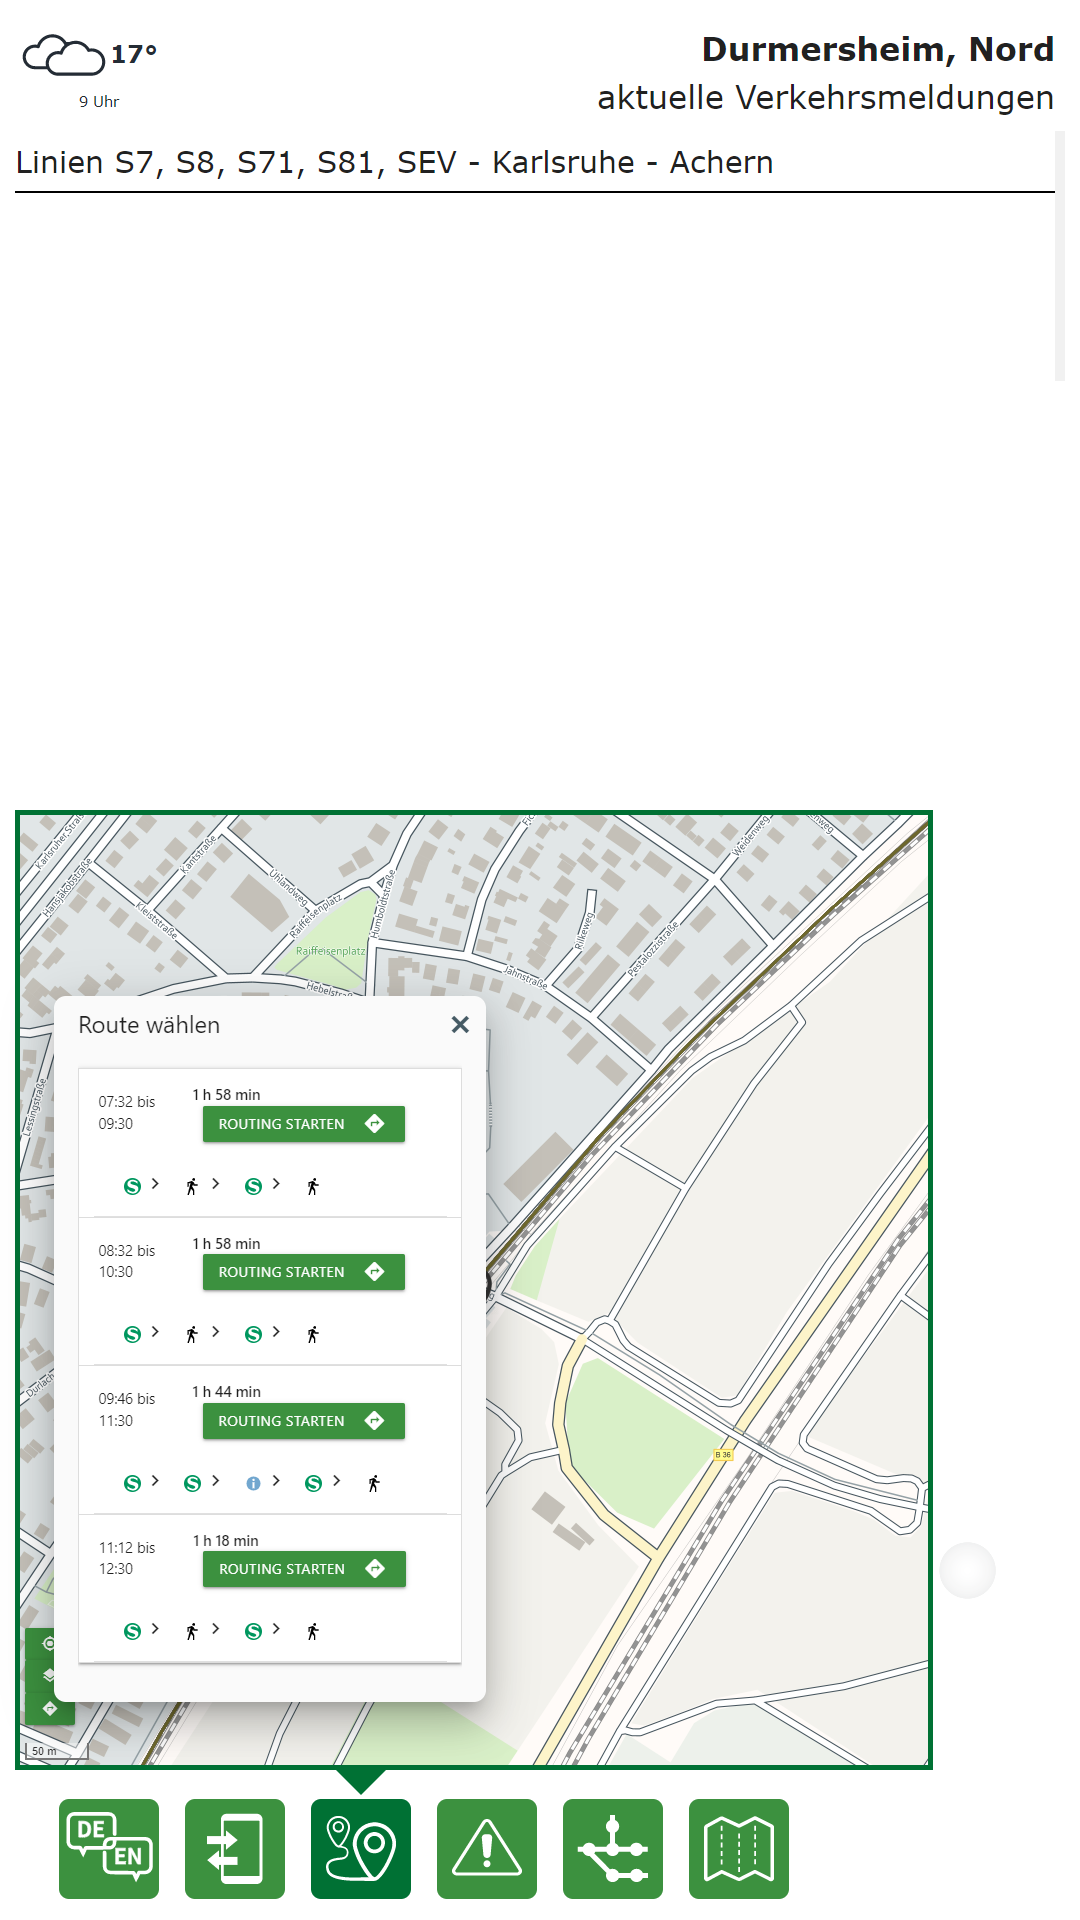 17°
9 Uhr
Durmersheim, Nord
aktuelle Verkehrsmeldungen
Linien S7, S8, S71, S81, SEV - Karlsruhe - Achern
Hansjakobstraße
Kantstraße
Kleiststraße
Uhlandweg
Raiffeisenplatz
Raiffeisenplatz
Humboldtstraße
Jahnstraße
Rilkeweg
Pestalozzistraße
Weidenweg
Lessingstraße
B 36
50 m
Route wählen
07:32 bis
09:30
1 h 58 min
ROUTING STARTEN
08:32 bis
10:30
1 h 58 min
ROUTING STARTEN
09:46 bis
11:30
1 h 44 min
ROUTING STARTEN
11:12 bis
12:30
1 h 18 min
ROUTING STARTEN
DE
EN